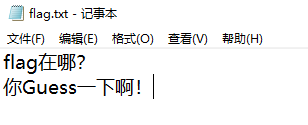 flag.txt - 记事本
文件(F) 编辑(E) 格式(O) 查看(V) 帮助(H)
flag在哪？
你Guess一下啊！